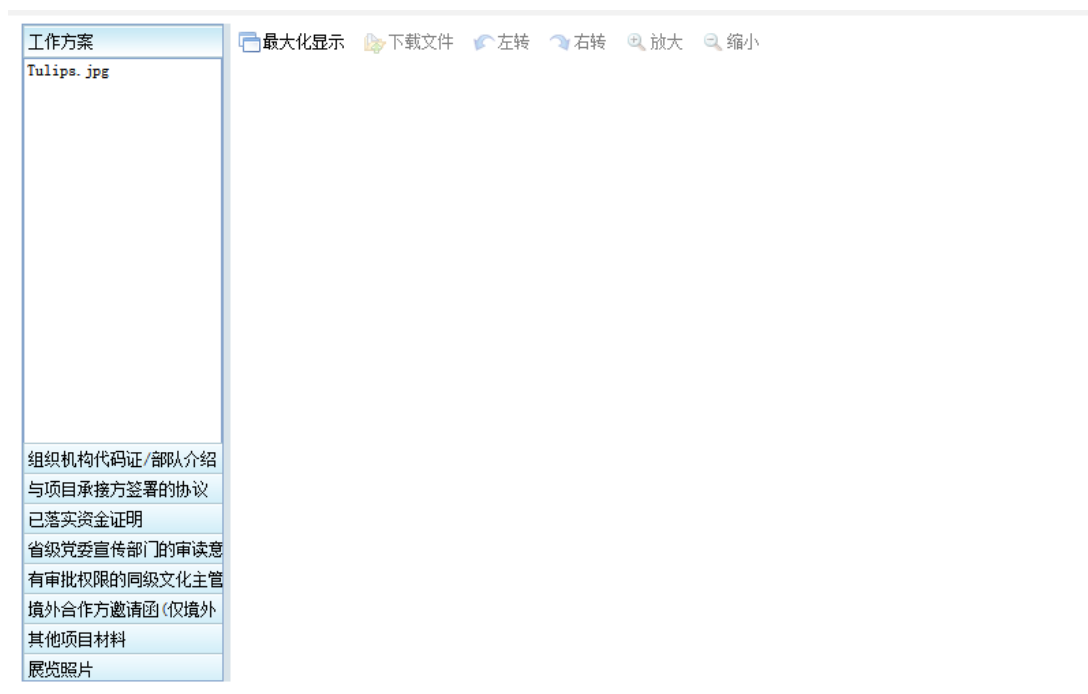 工作方案 最大化显示 下载文件 左转 右转 放大 缩小
Tulips.jpg
组织机构代码证/部队介绍
与项目承接方签署的协议
已落实资金证明
省级党委宣传部门的审读意
有审批权限的同级文化主管
境外合作方邀请函(仅境外
其他项目材料
展览照片